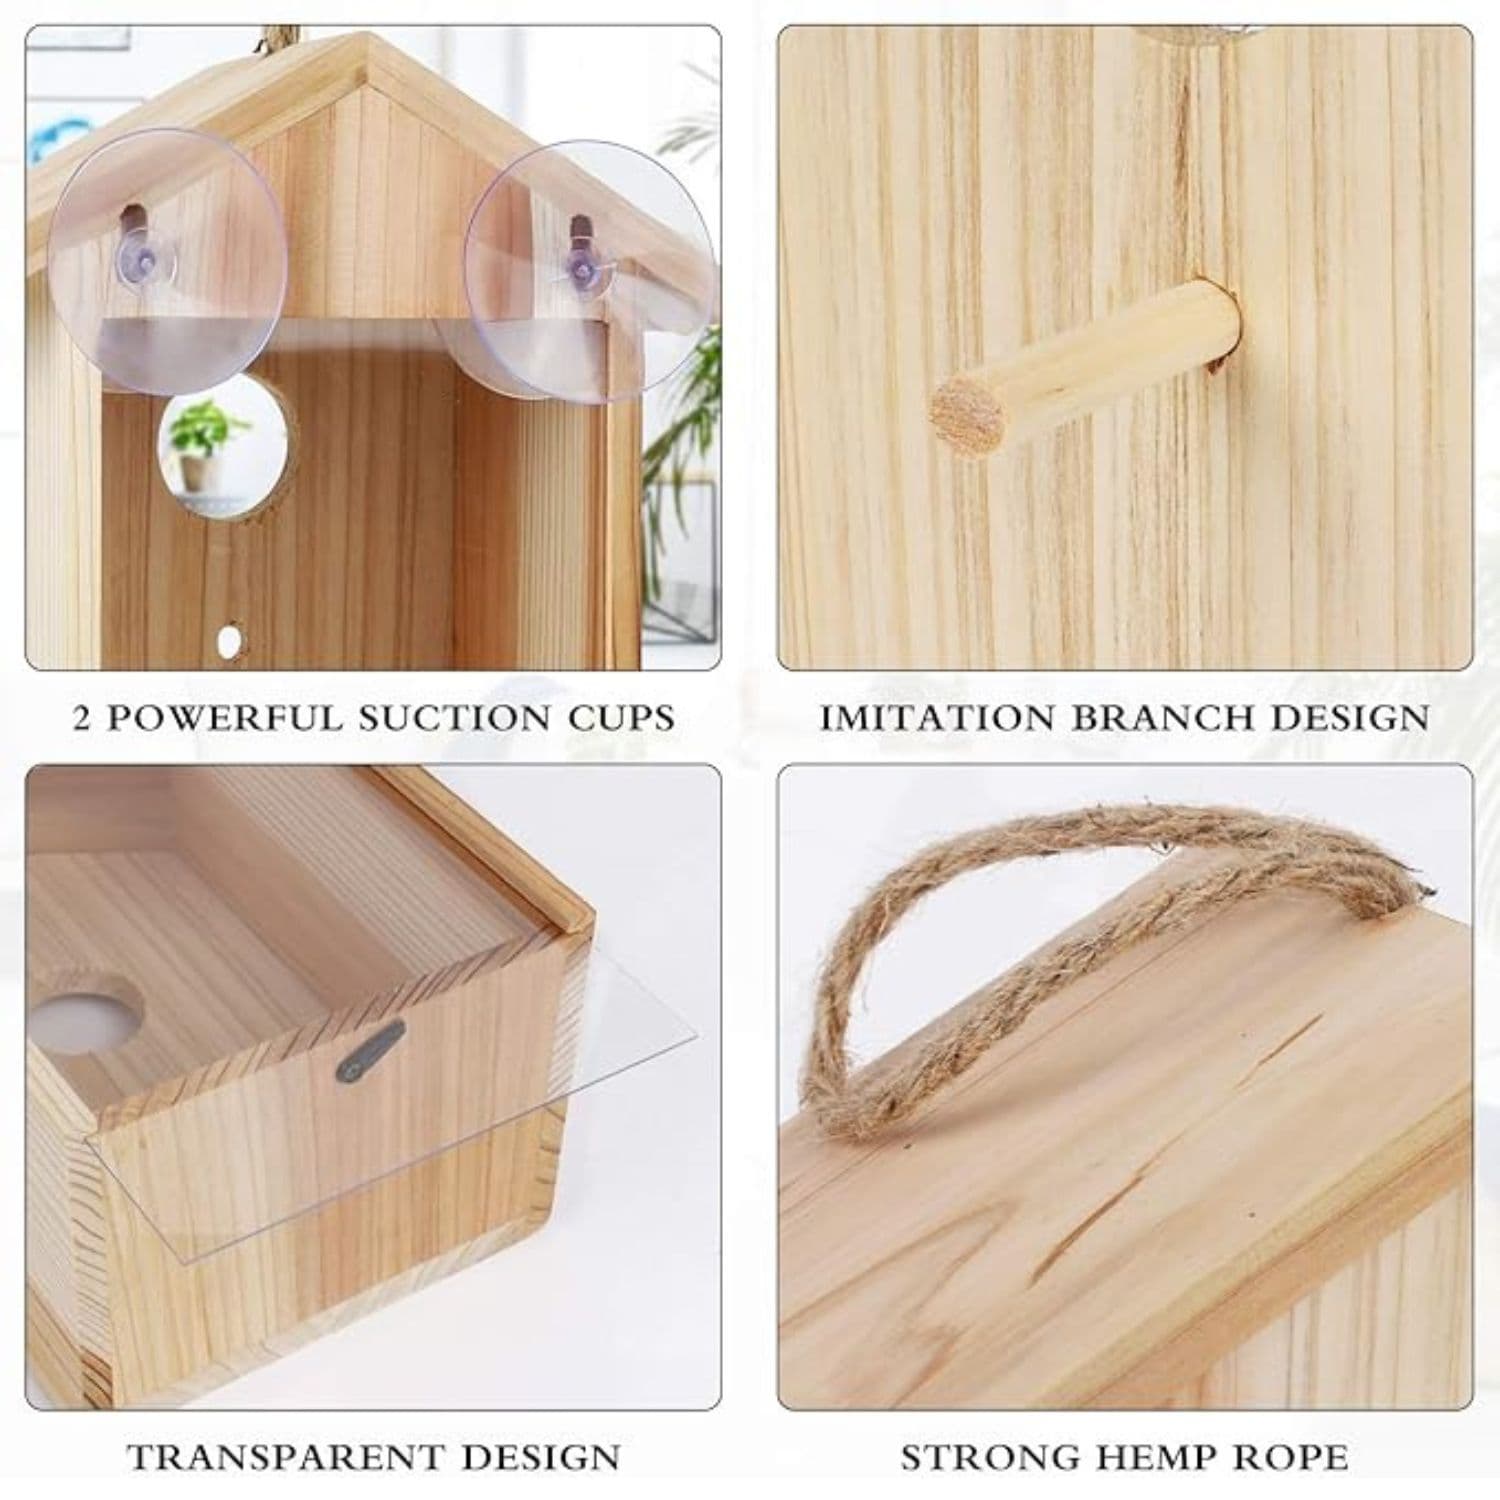 2 POWERFUL SUCTION CUPS
IMITATION BRANCH DESIGN
TRANSPARENT DESIGN
STRONG HEMP ROPE